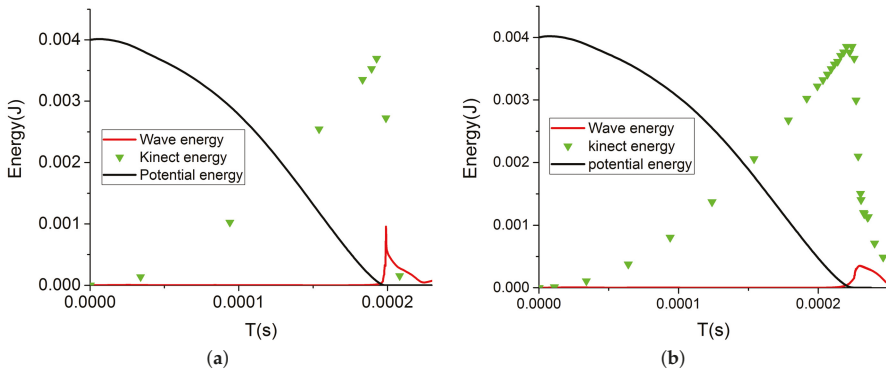 0.004
0.003
0.002
0.001
0.000
Energy(J)
Wave energy
Kinect energy
Potential energy
0.0000
0.0001
0.0002
T(s)
(a)
0.004
0.003
0.002
0.001
0.000
Energy(J)
Wave energy
kinect energy
potential energy
0.0000
0.0001
0.0002
T(s)
(b)